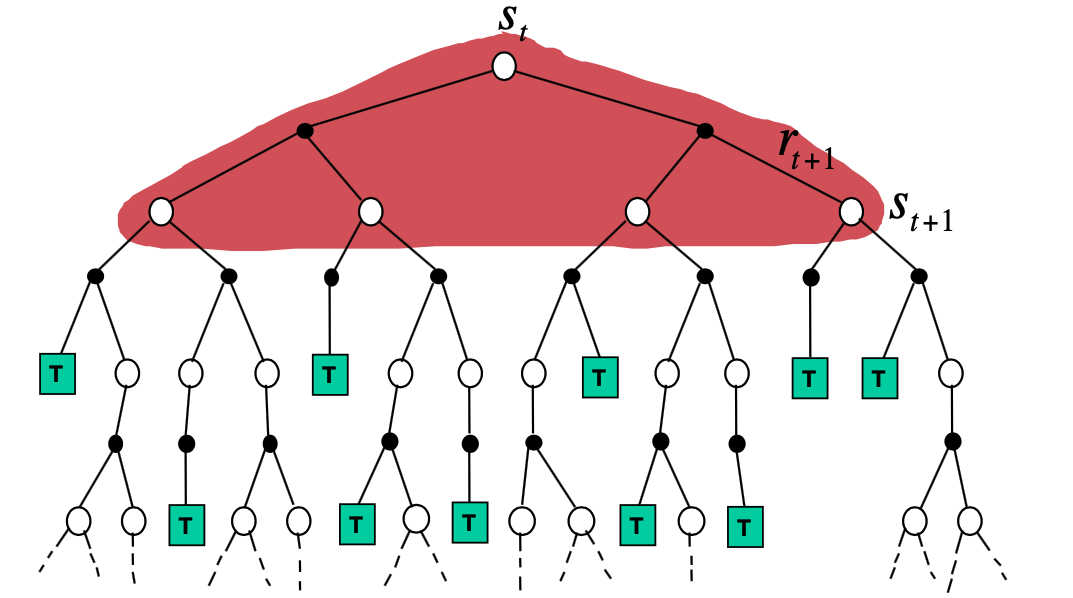 s_t
r_{t+1}
s_{t+1}
T T T T T
T T T T T